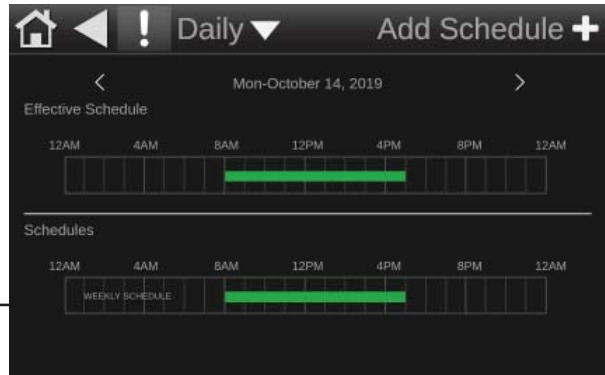 ! Daily Add Schedule +
< Mon-October 14, 2019 >
Effective Schedule
12AM 4AM 8AM 12PM 4PM 8PM 12AM
Schedules
12AM 4AM 8AM 12PM 4PM 8PM 12AM
WEEKLY SCHEDULE